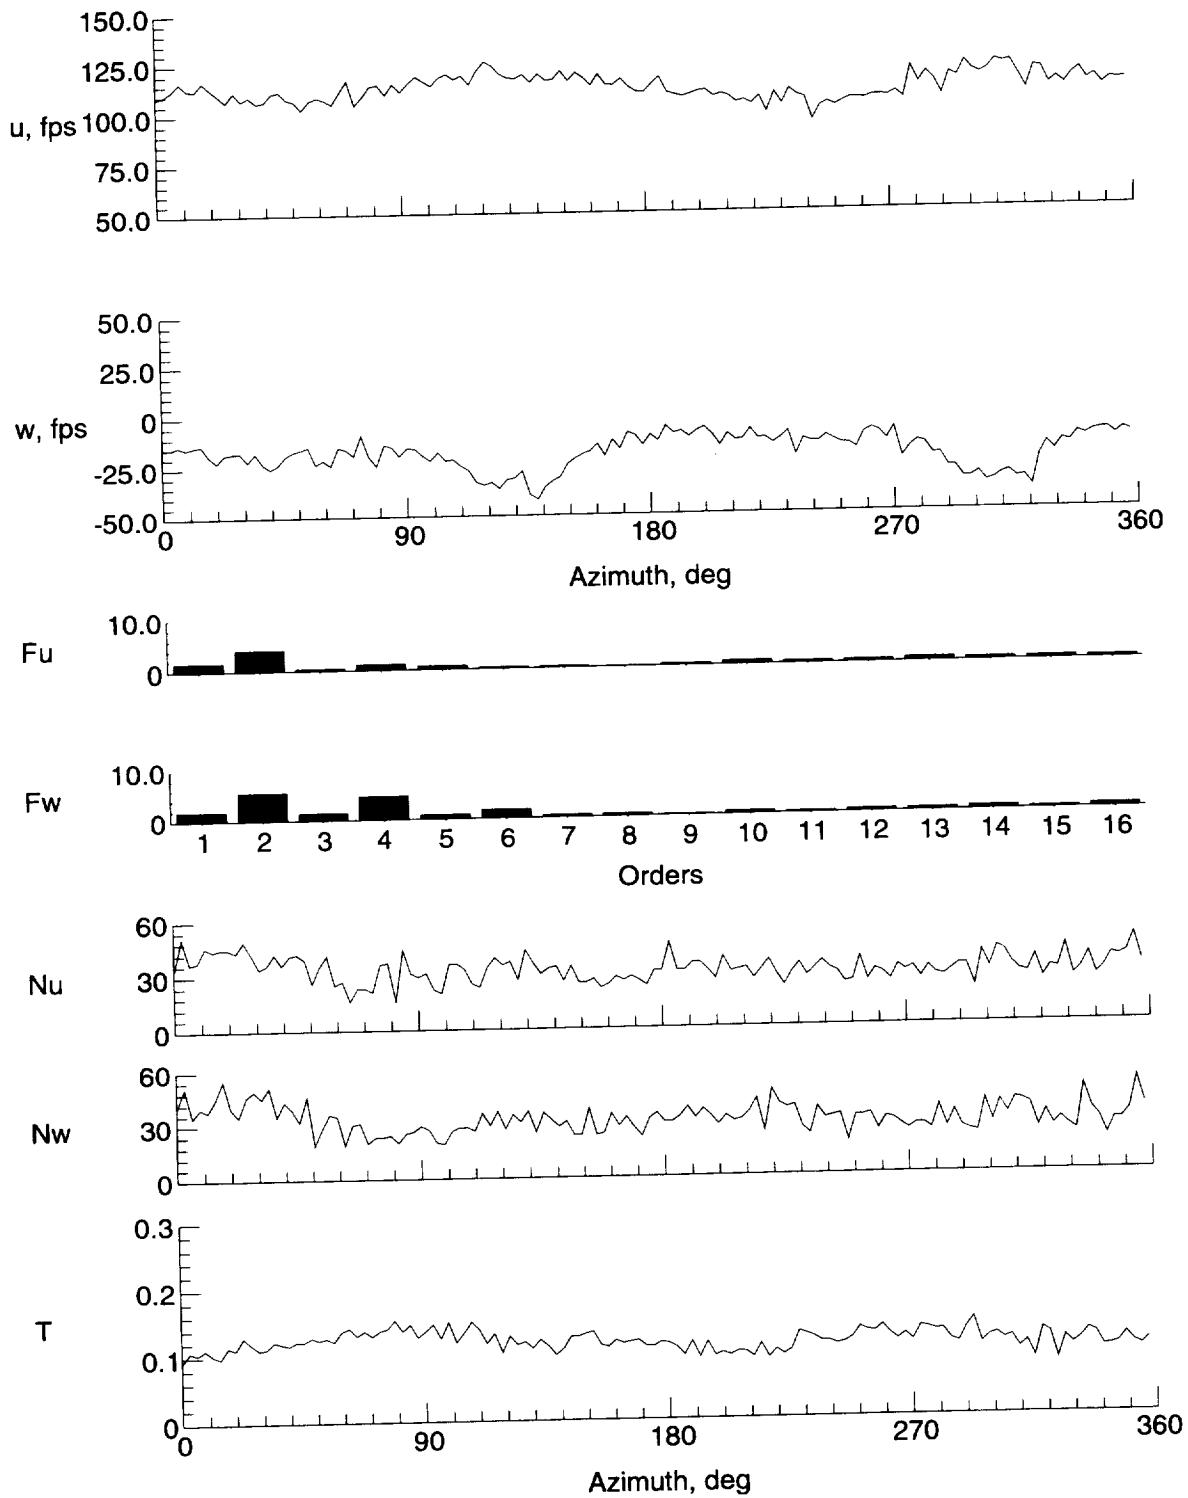 150.0
125.0
u, fps 100.0
75.0
50.0
50.0
25.0
w, fps 0
-25.0
-50.0
0 90 180 270 360
Azimuth, deg
Fu 10.0
0
Fw 10.0
0
1 2 3 4 5 6 7 8 9 10 11 12 13 14 15 16
Orders
60
Nu 30
0
60
Nw 30
0
0.3
0.2
T
0.1
0
0 90 180 270 360
Azimuth, deg